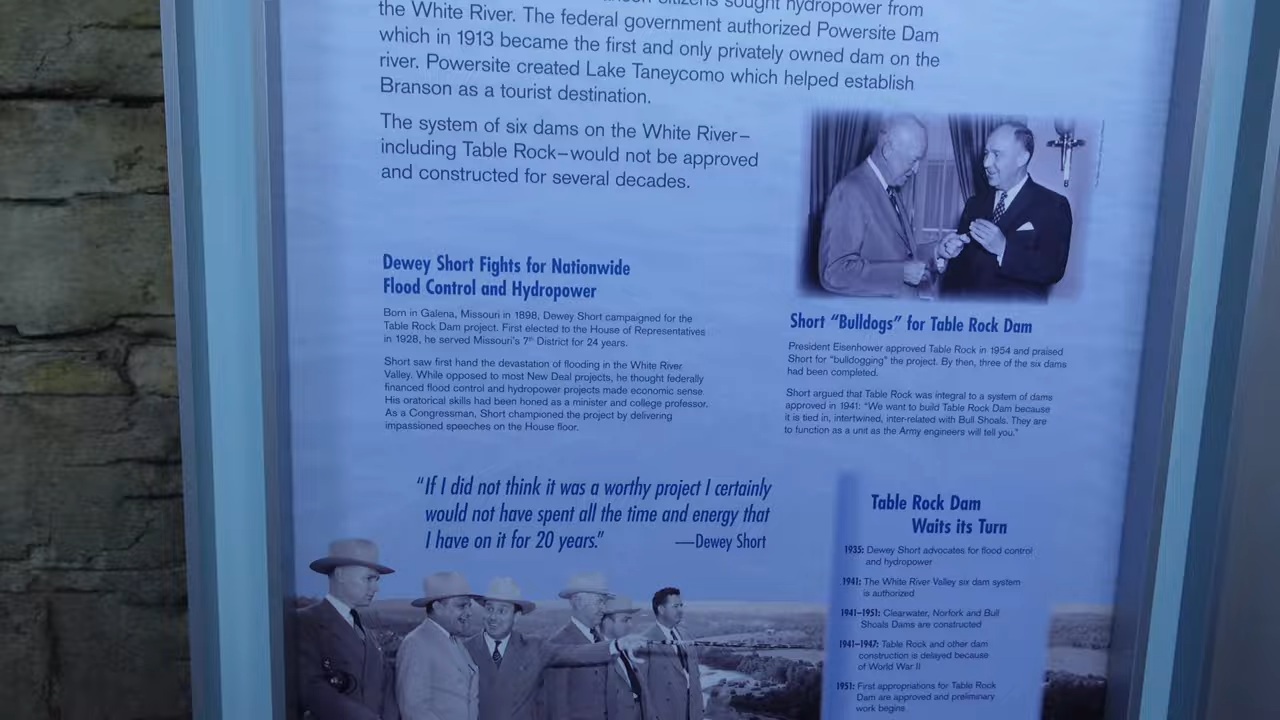 citizens sought hydropower from
the White River. The federal government authorized Powersite Dam
which in 1913 became the first and only privately owned dam on the
river. Powersite created Lake Taneycomo which helped establish
Branson as a tourist destination.
The system of six dams on the White River–
including Table Rock–would not be approved
and constructed for several decades.
Dewey Short Fights for Nationwide
Flood Control and Hydropower
Born in Galena, Missouri in 1898, Dewey Short campaigned for the
Table Rock Dam project. First elected to the House of Representatives
in 1928, he served Missouri's 7th District for 24 years.
Short saw first hand the devastation of flooding in the White River
Valley. While opposed to most New Deal projects, he thought federally
financed flood control and hydropower projects made economic sense
His oratorical skills had been honed as a minister and college professor.
As a Congressman, Short championed the project by delivering
impassioned speeches on the House floor.
Short "Bulldogs" for Table Rock Dam
President Eisenhower approved Table Rock in 1954 and praised
Short for "bulldogging" the project. By then, three of the six dams
had been completed.
Short argued that Table Rock was integral to a system of dams
approved in 1941: "We want to build Table Rock Dam because
it is tied in, intertwined, inter-related with Bull Shoals. They are
to function as a unit as the Army engineers will tell you."
"If I did not think it was a worthy project I certainly
would not have spent all the time and energy that
I have on it for 20 years."
—Dewey Short
Table Rock Dam
Waits its Turn
1935: Dewey Short advocates for flood control
and hydropower
1941: The White River Valley six dam system
is authorized
1941–1951: Clearwater, Norfork and Bull
Shoals Dams are constructed
1941–1947: Table Rock and other dam
construction is delayed because
of World War II
1951: First appropriations for Table Rock
Dam are approved and preliminary
work begins